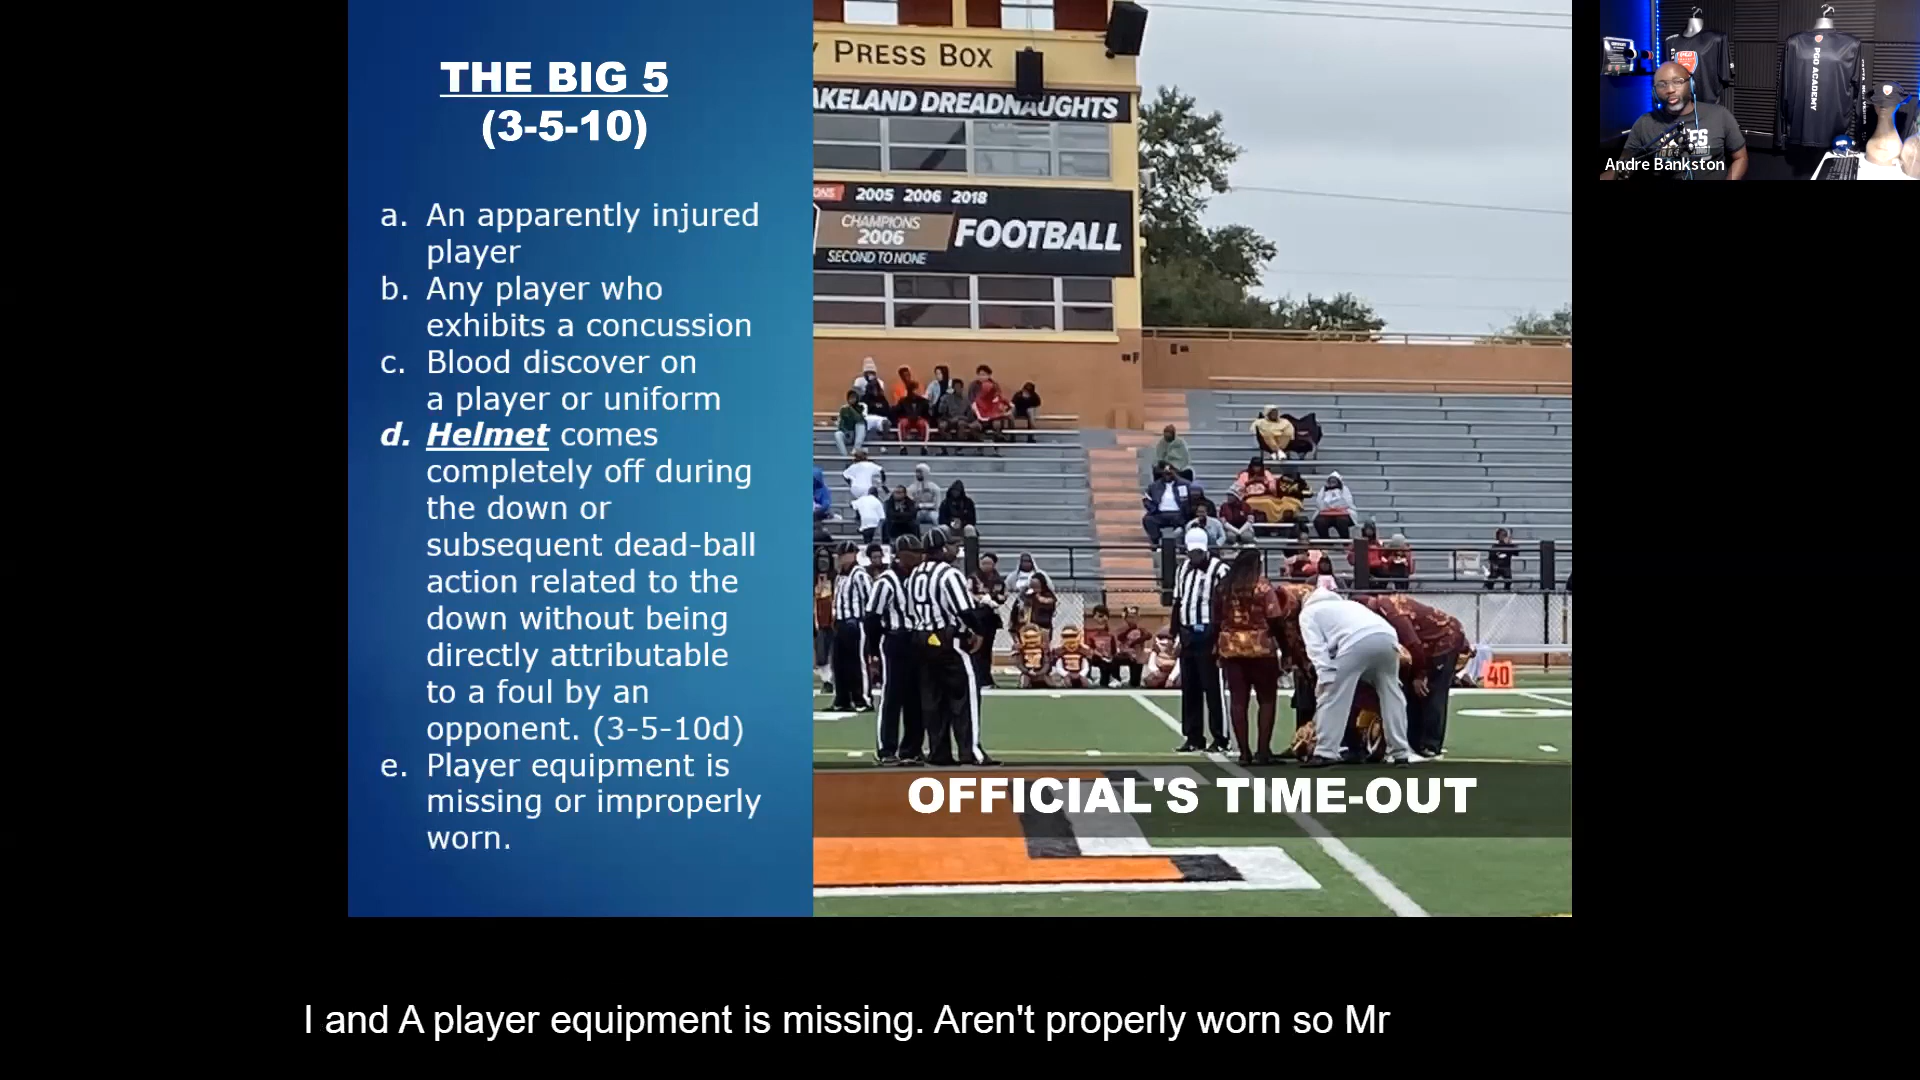 THE BIG 5
(3-5-10)
a. An apparently injured
player
b. Any player who
exhibits a concussion
c. Blood discover on
a player or uniform
d. Helmet comes
completely off during
the down or
subsequent dead-ball
action related to the
down without being
directly attributable
to a foul by an
opponent. (3-5-10d)
e. Player equipment is
missing or improperly
worn.
PRESS BOX
AKELAND DREADNAUGHTS
2005 2006 2018
CHAMPIONS
2006
SECOND TO NONE
FOOTBALL
40
OFFICIAL'S TIME-OUT
PGO ACADEMY
Andre Bankston
I and A player equipment is missing. Aren't properly worn so Mr